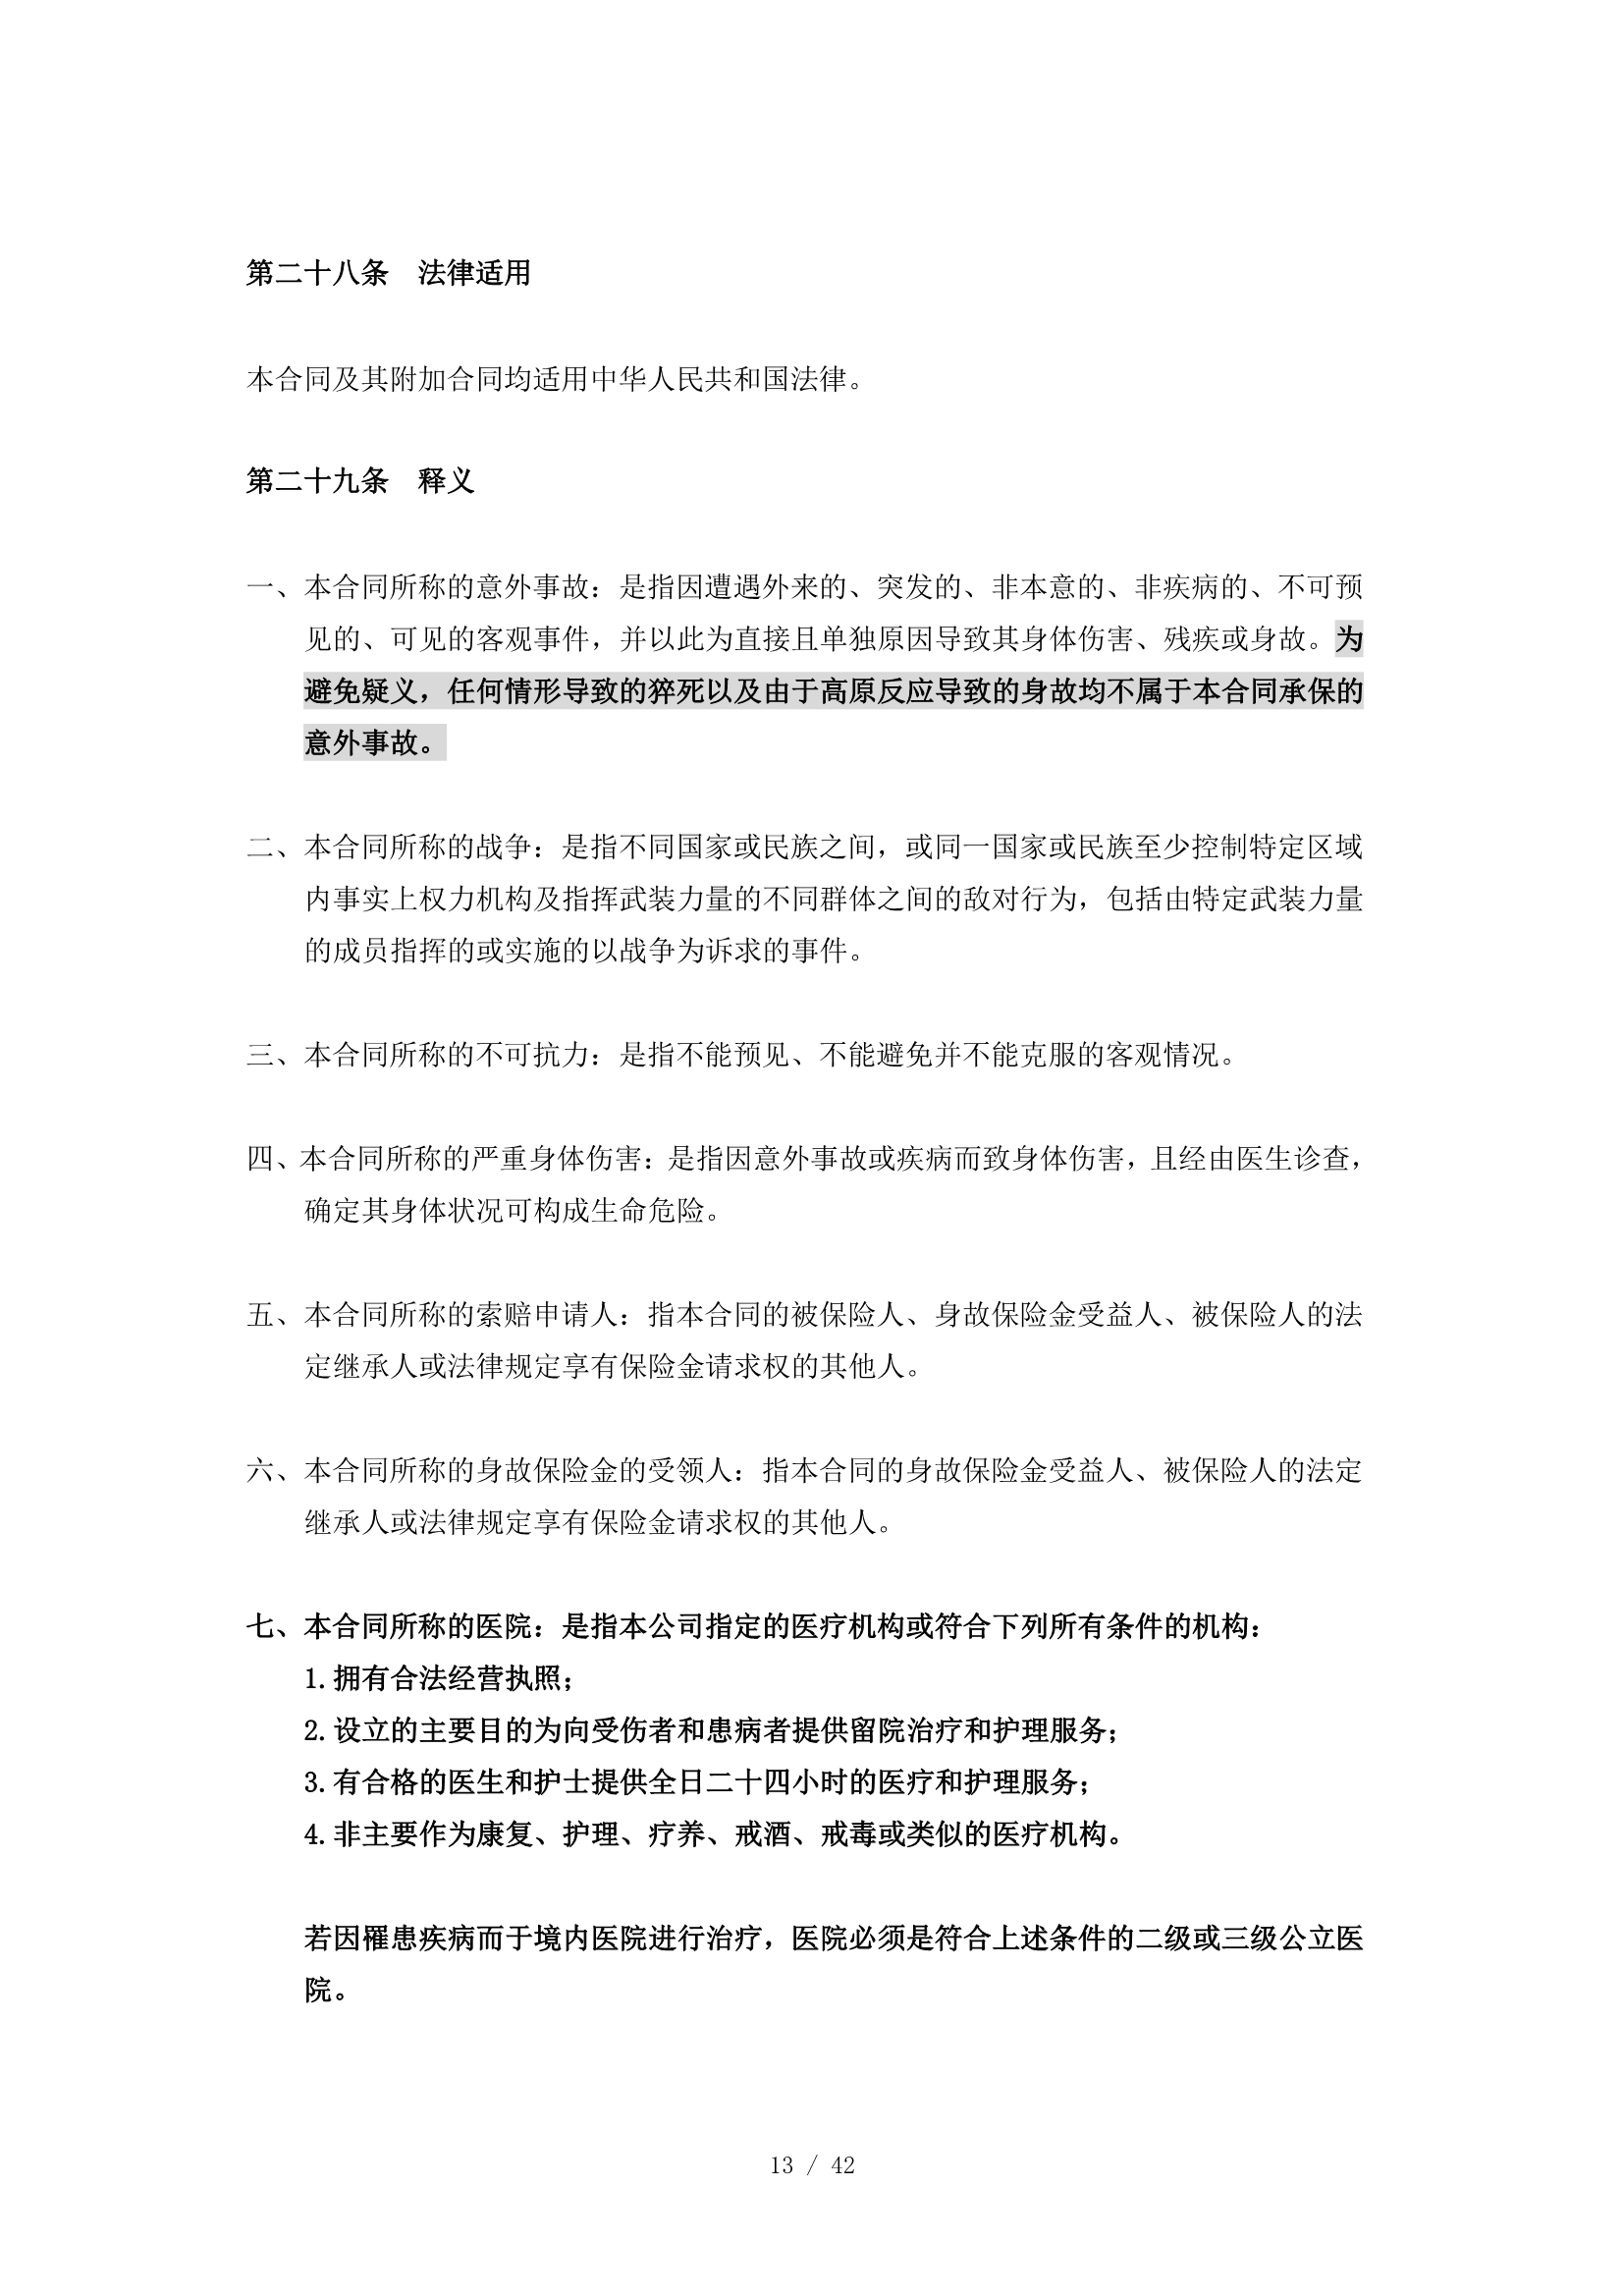 第二十八条　法律适用
本合同及其附加合同均适用中华人民共和国法律。
第二十九条　释义
一、本合同所称的意外事故：是指因遭遇外来的、突发的、非本意的、非疾病的、不可预
见的、可见的客观事件，并以此为直接且单独原因导致其身体伤害、残疾或身故。为
避免疑义，任何情形导致的猝死以及由于高原反应导致的身故均不属于本合同承保的
意外事故。
二、本合同所称的战争：是指不同国家或民族之间，或同一国家或民族至少控制特定区域
内事实上权力机构及指挥武装力量的不同群体之间的敌对行为，包括由特定武装力量
的成员指挥的或实施的以战争为诉求的事件。
三、本合同所称的不可抗力：是指不能预见、不能避免并不能克服的客观情况。
四、本合同所称的严重身体伤害：是指因意外事故或疾病而致身体伤害，且经由医生诊查，
确定其身体状况可构成生命危险。
五、本合同所称的索赔申请人：指本合同的被保险人、身故保险金受益人、被保险人的法
定继承人或法律规定享有保险金请求权的其他人。
六、本合同所称的身故保险金的受领人：指本合同的身故保险金受益人、被保险人的法定
继承人或法律规定享有保险金请求权的其他人。
七、本合同所称的医院：是指本公司指定的医疗机构或符合下列所有条件的机构：
1.拥有合法经营执照；
2.设立的主要目的为向受伤者和患病者提供留院治疗和护理服务；
3.有合格的医生和护士提供全日二十四小时的医疗和护理服务；
4.非主要作为康复、护理、疗养、戒酒、戒毒或类似的医疗机构。
若因罹患疾病而于境内医院进行治疗，医院必须是符合上述条件的二级或三级公立医
院。
13 / 42